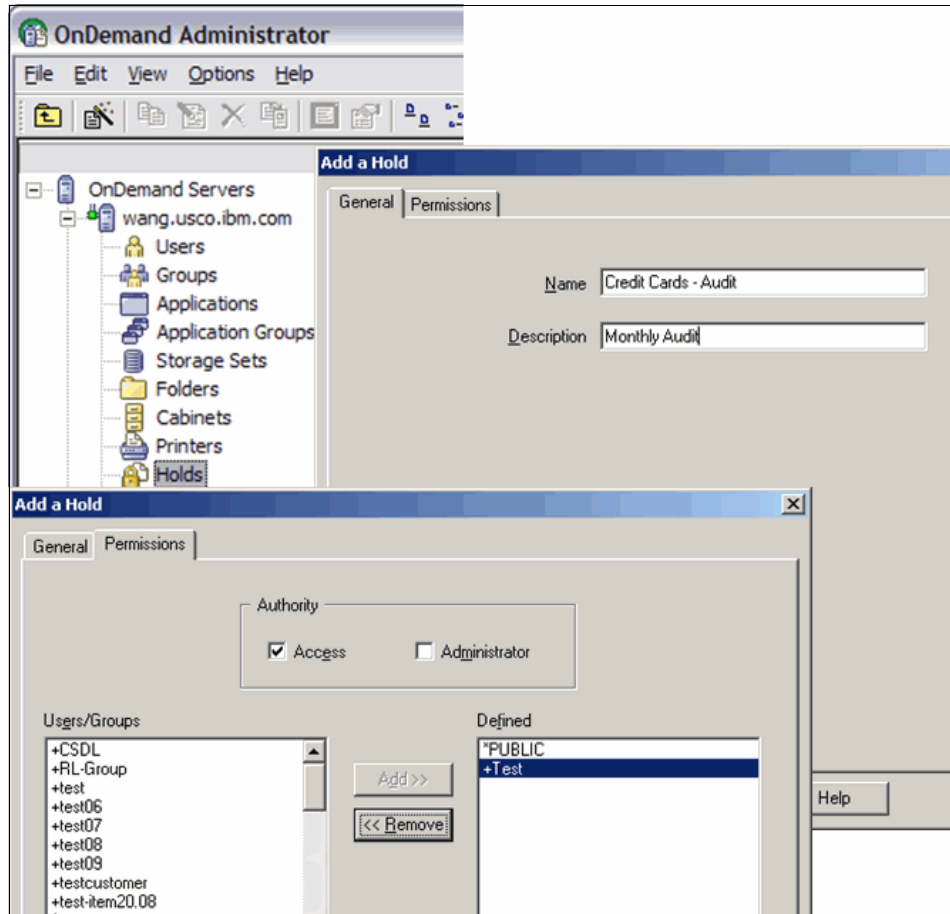 OnDemand Administrator
File Edit View Options Help
OnDemand Servers
wang.usco.ibm.com
Users
Groups
Applications
Application Groups
Storage Sets
Folders
Cabinets
Printers
Holds
Add a Hold
General Permissions
Name Credit Cards - Audit
Description Monthly Audit
Help
Add a Hold
General Permissions
Authority
Access Administrator
Users/Groups
+CSDL
+RL-Group
+test
+test06
+test07
+test08
+test09
+testcustomer
+test-item20.08
Add >>
<< Remove
Defined
*PUBLIC
+Test